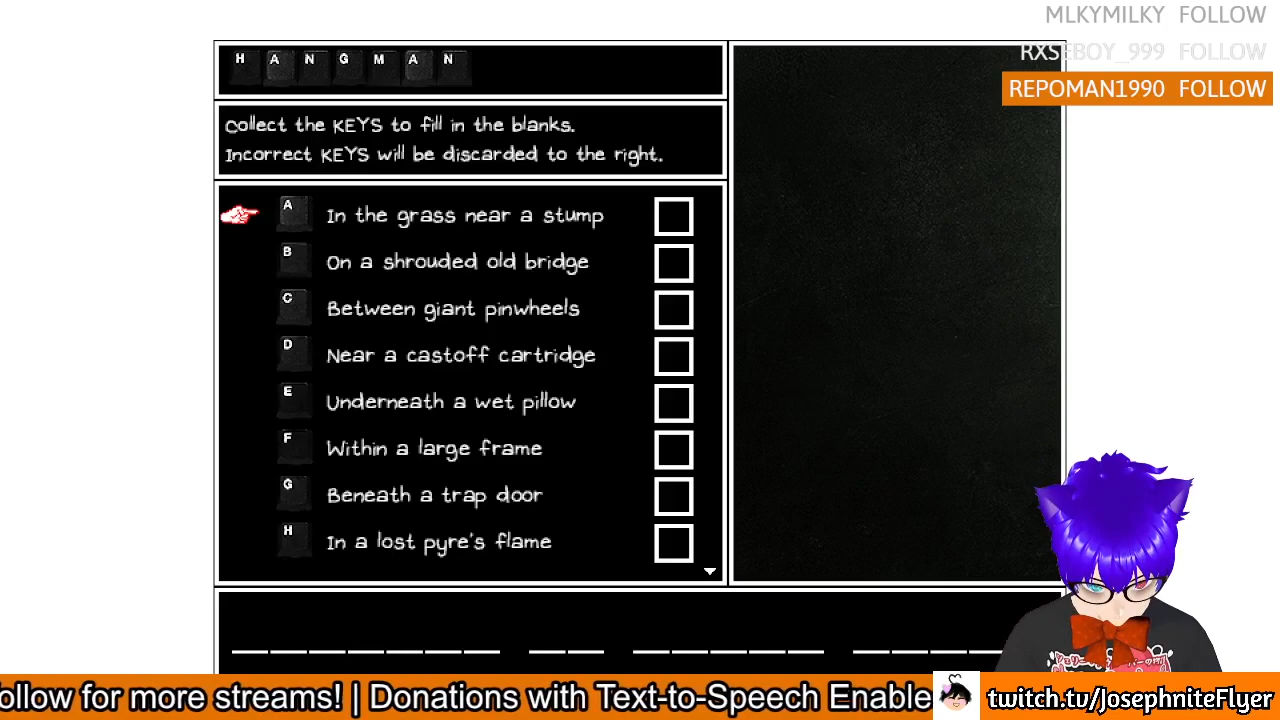 MLKYMILKY FOLLOW
RXSEBOY_999 FOLLOW
REPOMAN1990 FOLLOW
H A N G M A N
Collect the KEYS to fill in the blanks.
Incorrect KEYS will be discarded to the right.
A In the grass near a stump
B On a shrouded old bridge
C Between giant pinwheels
D Near a castoff cartridge
E Underneath a wet pillow
F Within a large frame
G Beneath a trap door
H In a lost pyre's flame
ollow for more streams! | Donations with Text-to-Speech Enable
twitch.tv/JosephniteFlyer